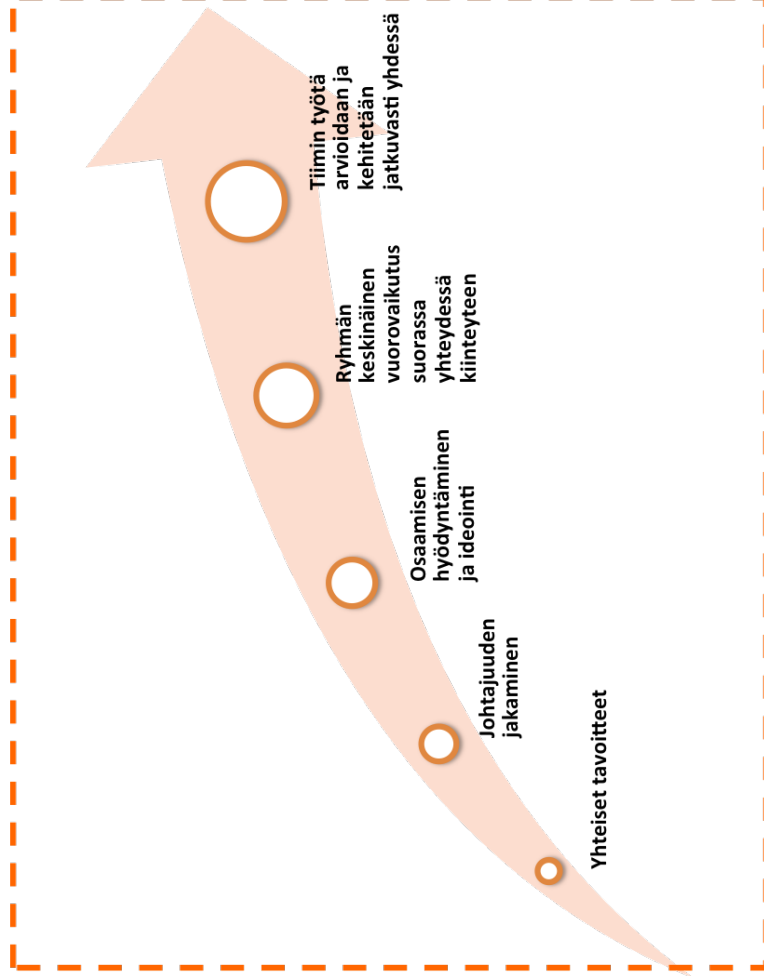 Yhteiset tavoitteet
Johtajuuden
jakaminen
Osaamisen
hyödyntäminen
ja ideointi
Ryhmän
keskinäinen
vuorovaikutus
suorassa
yhteydessä
kiinteyteen
Tiimin työtä
arvioidaan ja
kehitetään
jatkuvasti yhdessä